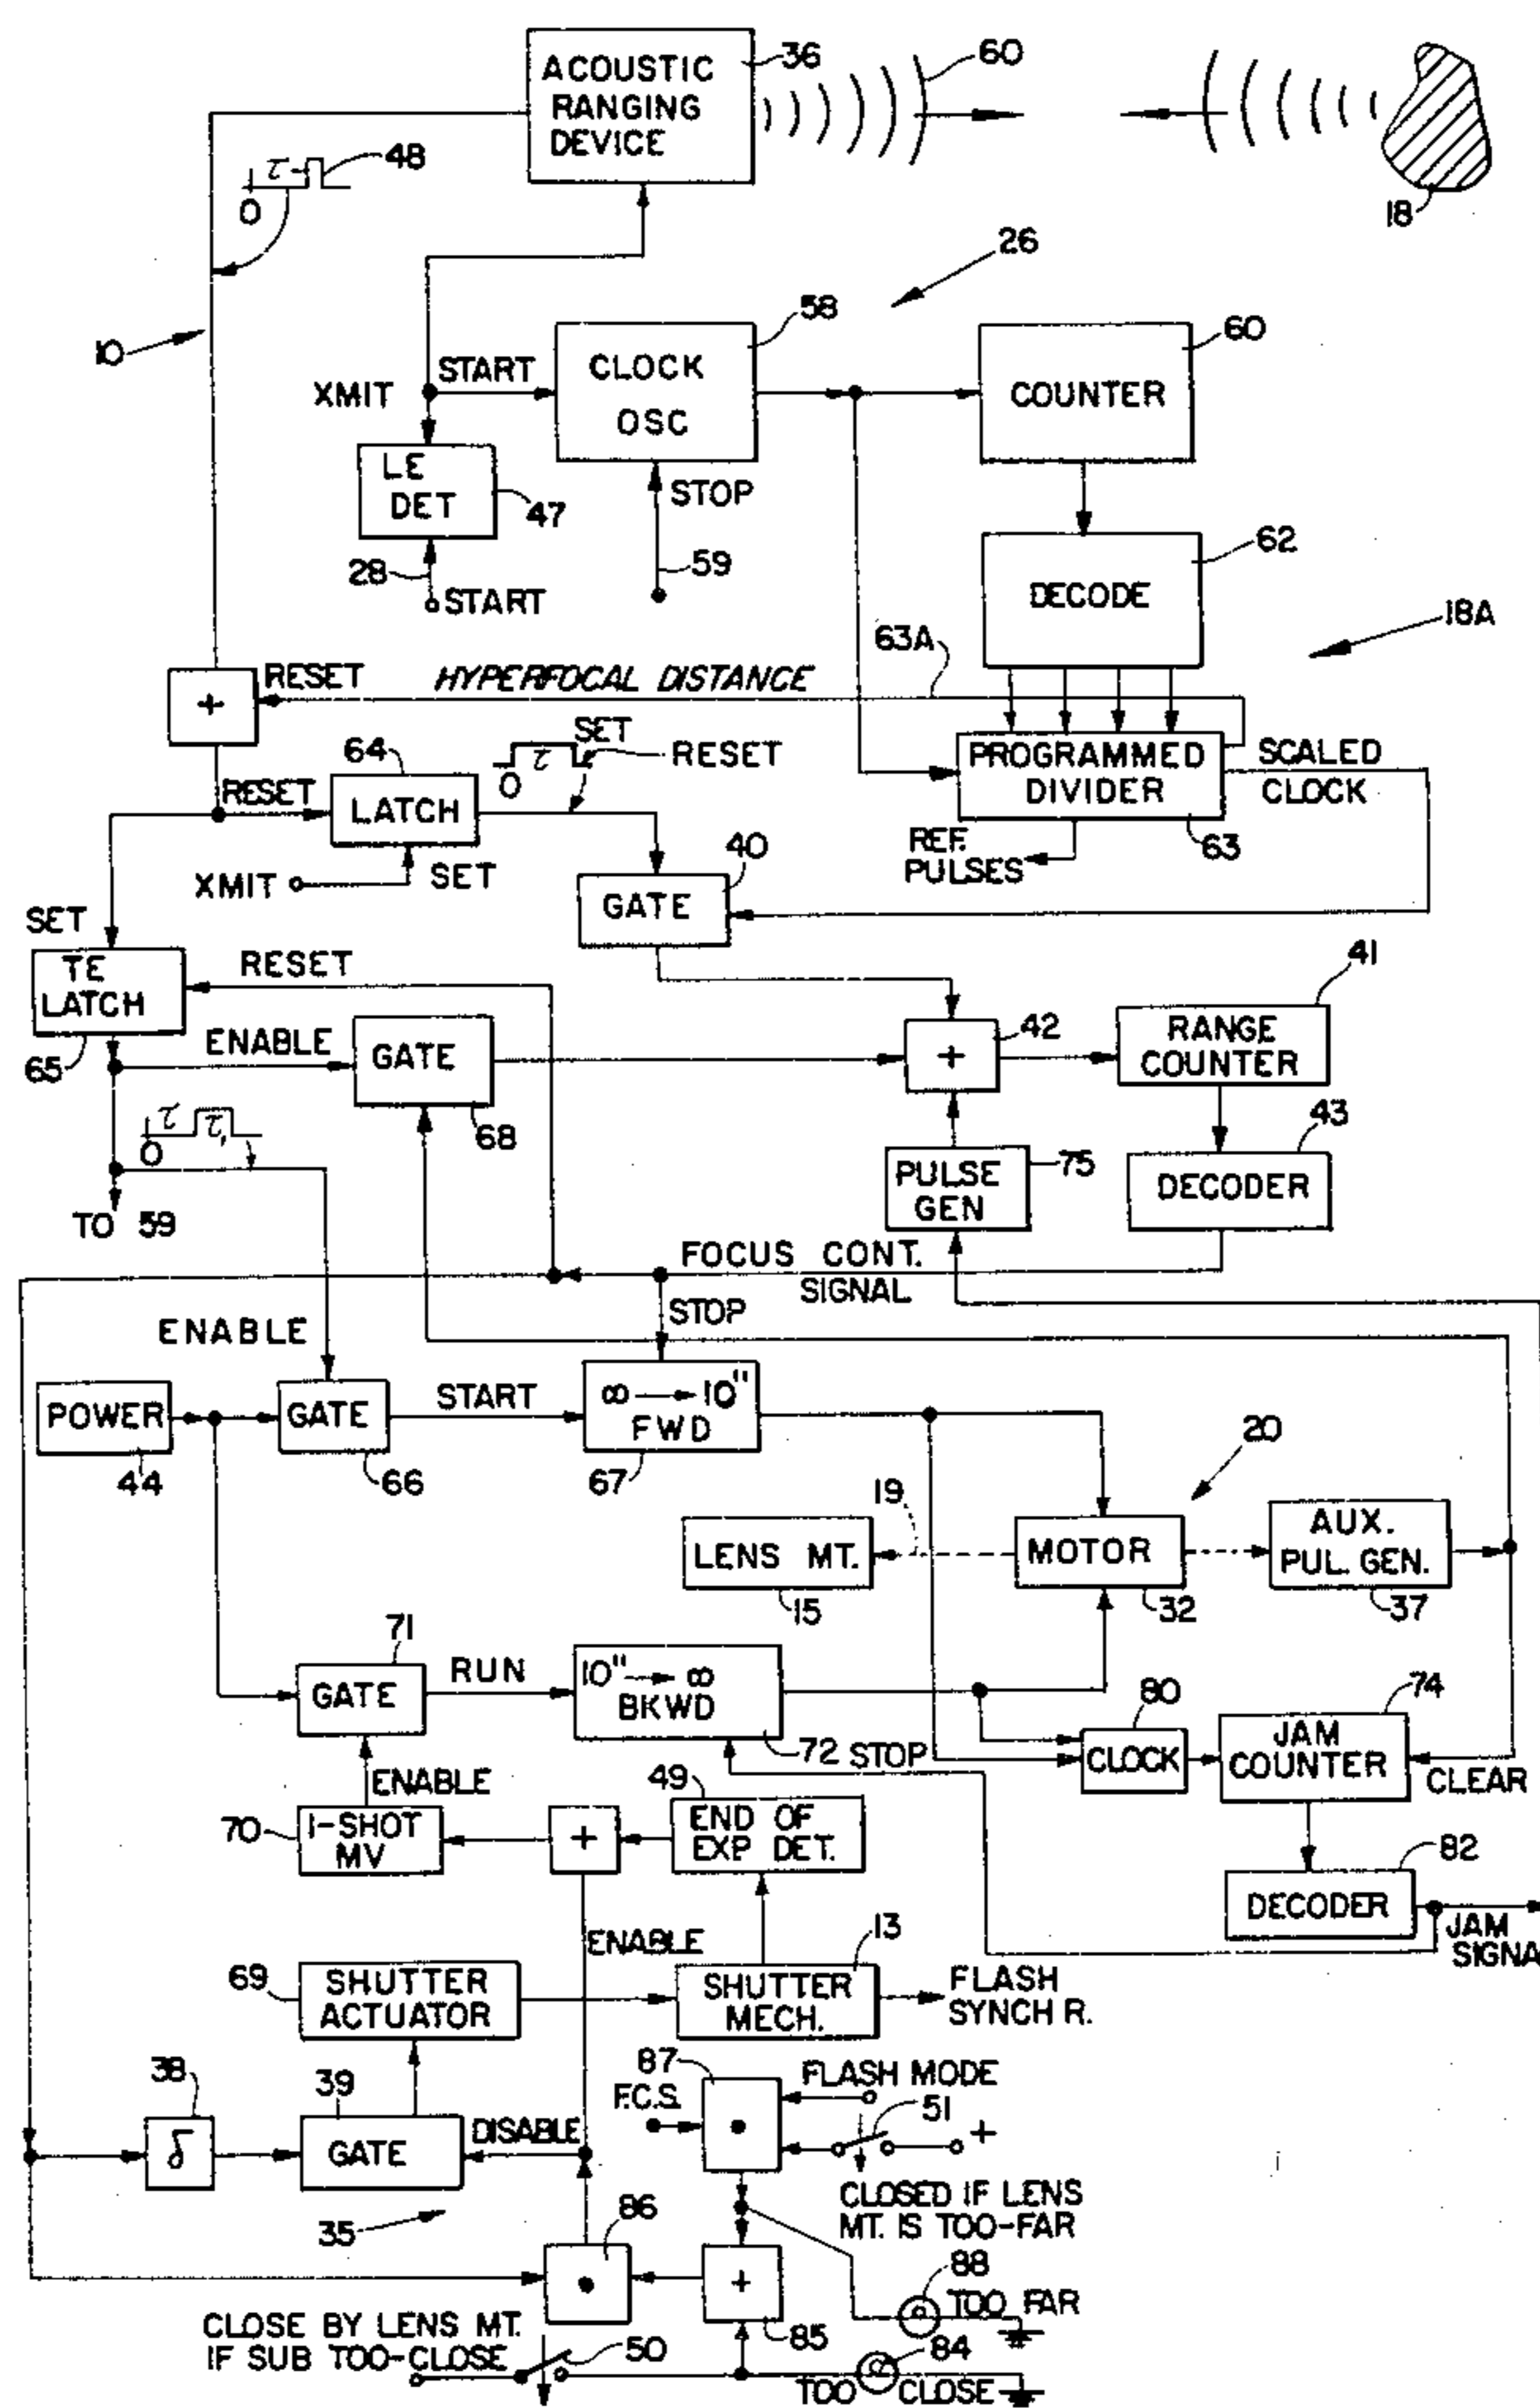 ACOUSTIC
RANGING
DEVICE
36
60
18
τ
48
0
10
26
58
60
XMIT
START
CLOCK
OSC
COUNTER
LE
DET
47
STOP
28
START
59
DECODE
62
63A
18A
+
RESET
HYPERFOCAL DISTANCE
64
SET
RESET
0
τ
PROGRAMMED
DIVIDER
SCALED
CLOCK
RESET
LATCH
REF.
PULSES
63
XMIT
SET
40
GATE
SET
TE
LATCH
65
RESET
ENABLE
GATE
68
42
+
41
RANGE
COUNTER
τ
τ₁
0
TO 59
PULSE
GEN
75
43
DECODER
FOCUS CONT.
SIGNAL
STOP
ENABLE
POWER
44
GATE
66
START
∞ → 10"
FWD
67
20
19
LENS MT.
15
MOTOR
32
AUX.
PUL. GEN.
37
71
GATE
RUN
10" → ∞
BKWD
72
STOP
80
CLOCK
74
JAM
COUNTER
CLEAR
ENABLE
70
1-SHOT
MV
+
49
END OF
EXP DET.
82
DECODER
JAM
SIGNA
ENABLE
69
SHUTTER
ACTUATOR
13
SHUTTER
MECH.
FLASH
SYNCH R.
38
δ
39
GATE
DISABLE
87
F.C.S.
•
FLASH MODE
51
+
CLOSED IF LENS
MT. IS TOO-FAR
35
86
•
+
85
88
TOO FAR
CLOSE BY LENS MT.
IF SUB TOO-CLOSE
50
84
TOO CLOSE